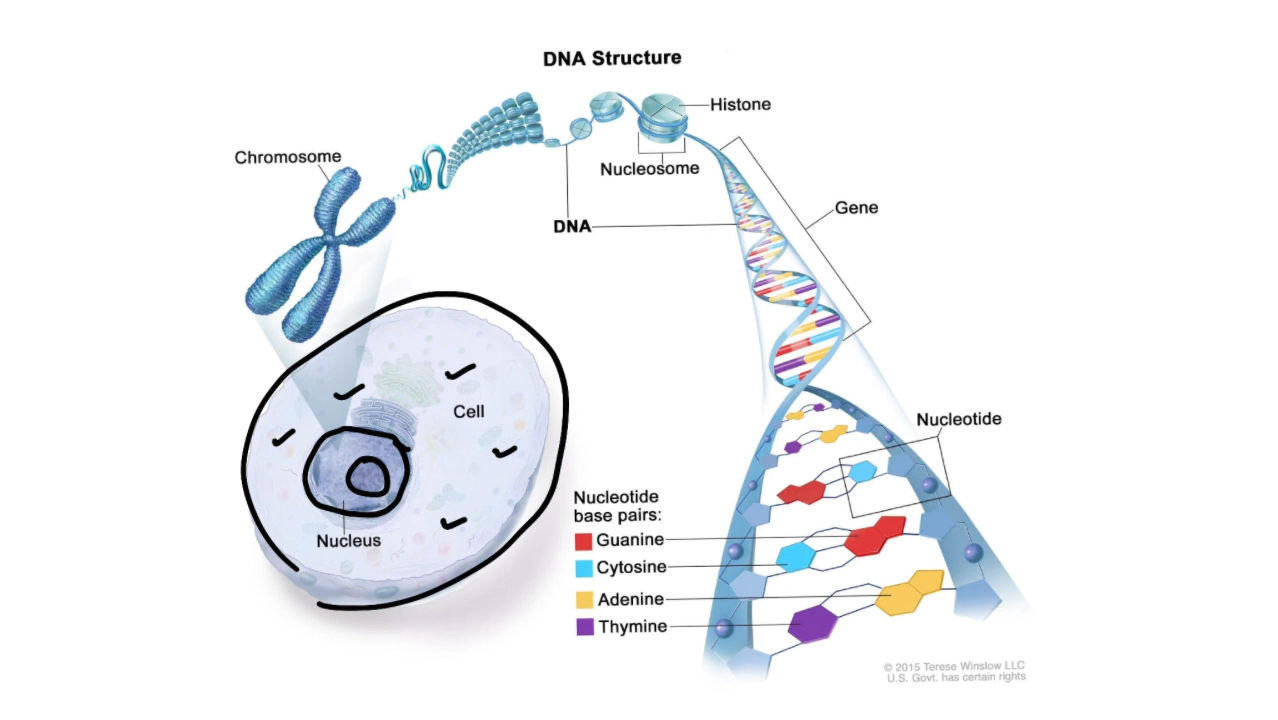 DNA Structure
Histone
Chromosome
Nucleosome
Gene
DNA
Cell
Nucleotide
Nucleus
Nucleotide
base pairs:
Guanine
Cytosine
Adenine
Thymine
© 2015 Terese Winslow LLC
U.S. Govt. has certain rights